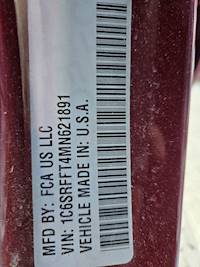 MFD BY: FCA US LLC
VIN: 1C6SRFFT4MN621891
VEHICLE MADE IN: U.S.A.